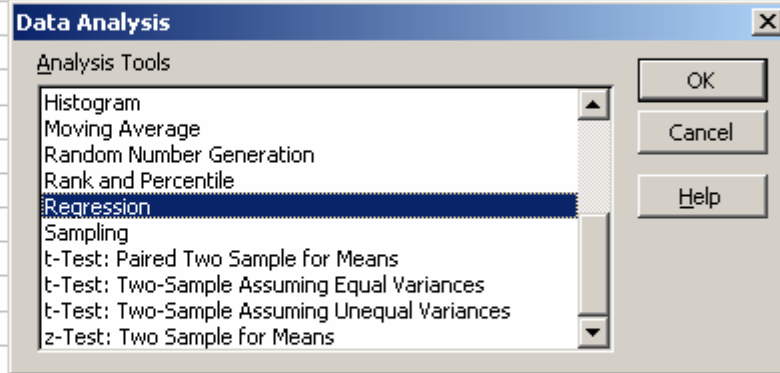 Data Analysis
Analysis Tools
Histogram
Moving Average
Random Number Generation
Rank and Percentile
Regression
Sampling
t-Test: Paired Two Sample for Means
t-Test: Two-Sample Assuming Equal Variances
t-Test: Two-Sample Assuming Unequal Variances
z-Test: Two Sample for Means
OK
Cancel
Help